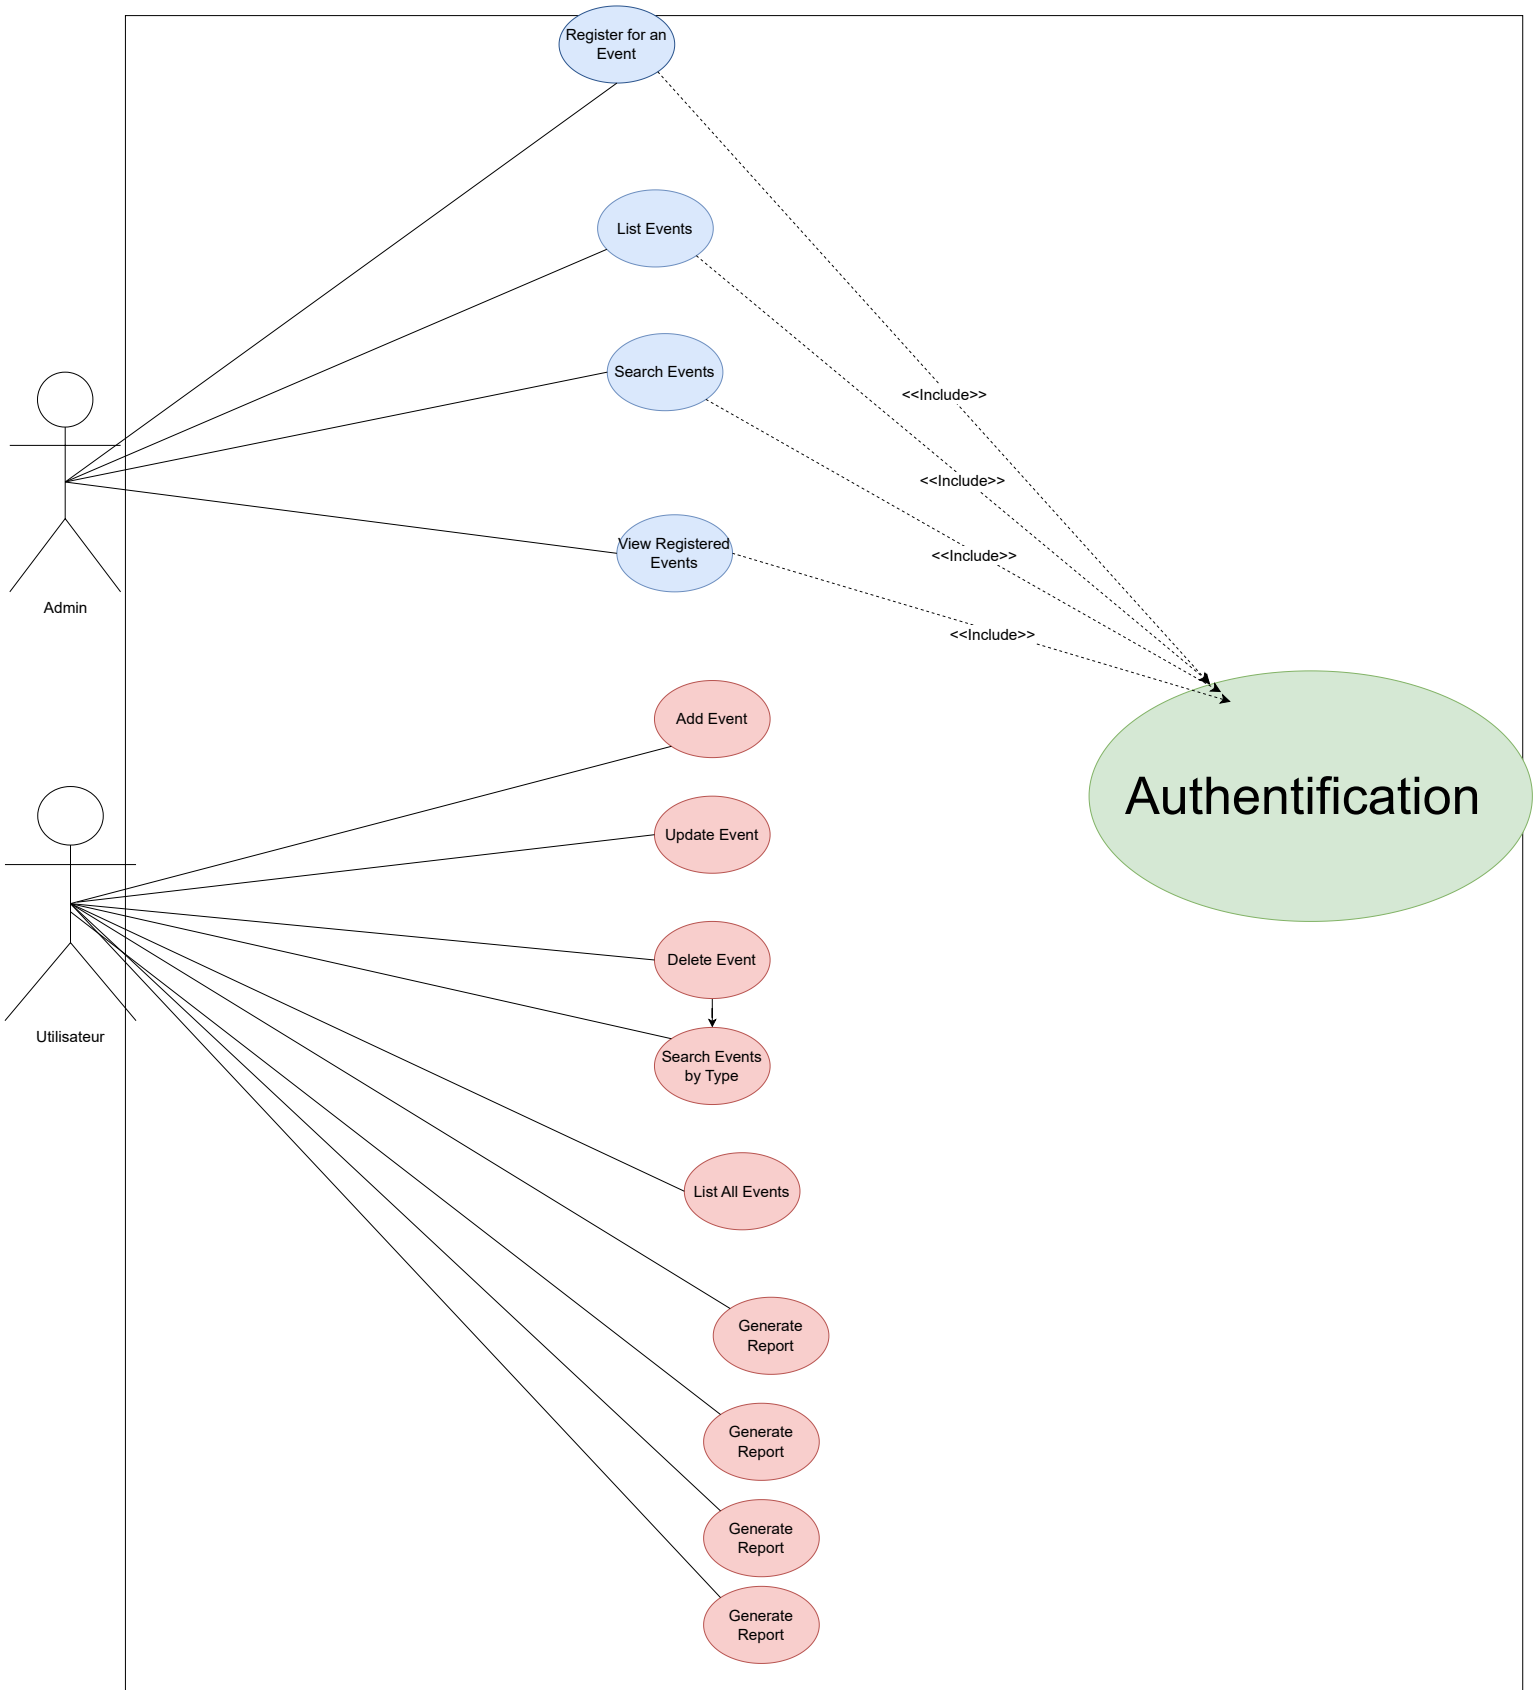 Register for an
Event
List Events
Search Events
<<Include>>
<<Include>>
View Registered
Events
<<Include>>
Admin
<<Include>>
Add Event
Authentification
Update Event
Delete Event
Utilisateur
Search Events
by Type
List All Events
Generate
Report
Generate
Report
Generate
Report
Generate
Report